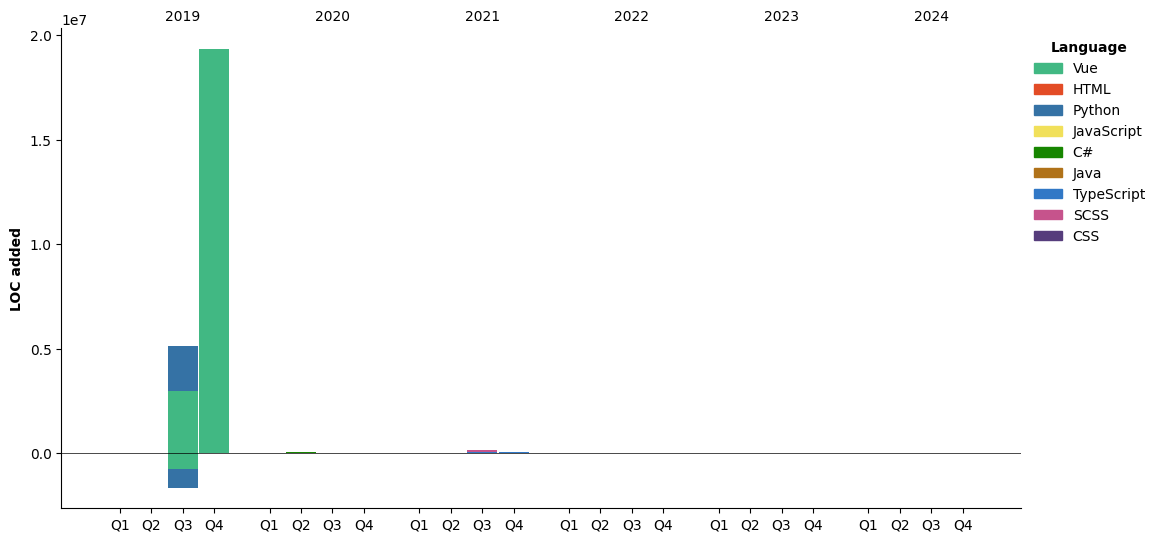 1e7
2019 2020 2021 2022 2023 2024
2.0
1.5
1.0
0.5
0.0
LOC added
Q1 Q2 Q3 Q4 Q1 Q2 Q3 Q4 Q1 Q2 Q3 Q4 Q1 Q2 Q3 Q4 Q1 Q2 Q3 Q4 Q1 Q2 Q3 Q4
Language
Vue
HTML
Python
JavaScript
C#
Java
TypeScript
SCSS
CSS